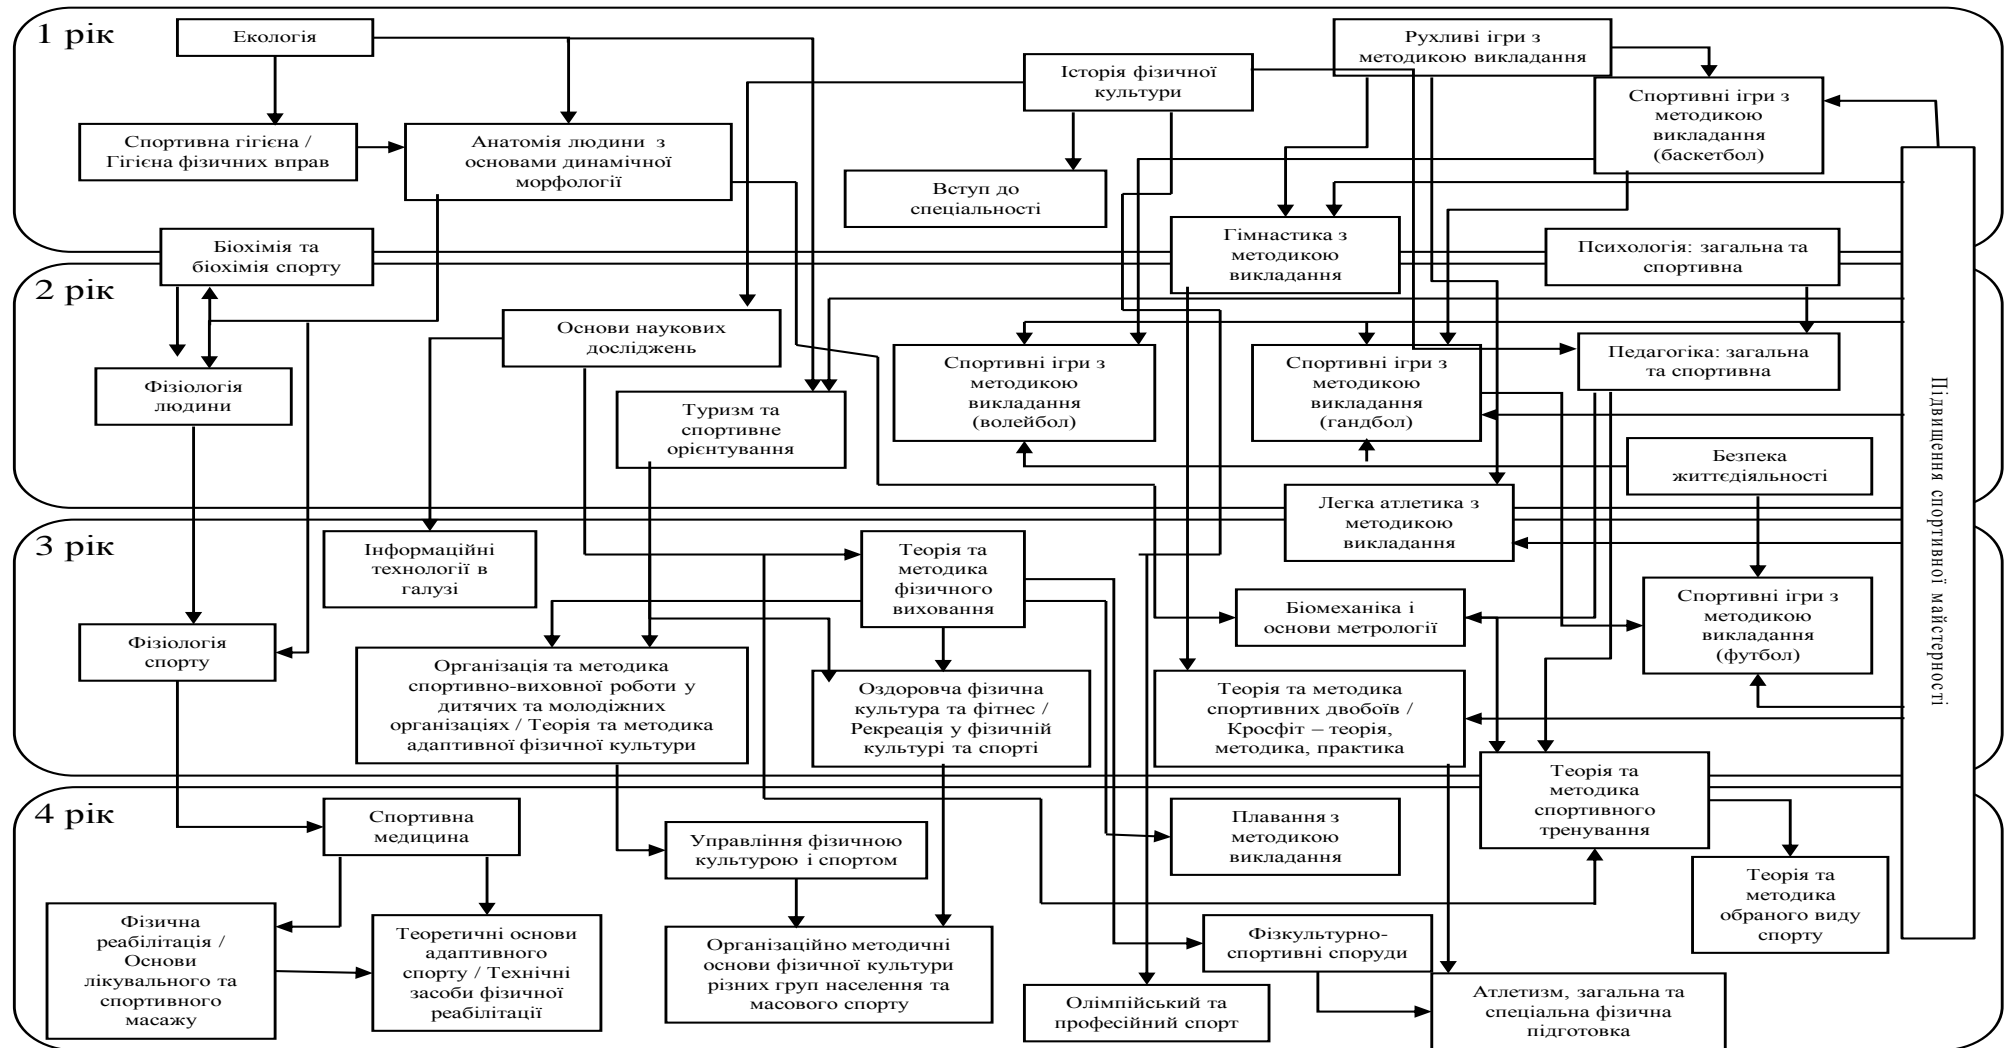 1 рік
Екологія
Рухливі ігри з
методикою викладання
Історія фізичної
культури
Спортивні ігри з
методикою
викладання
(баскетбол)
Спортивна гігієна /
Гігієна фізичних вправ
Анатомія людини з
основами динамічної
морфології
Вступ до
спеціальності
Біохімія та
біохімія спорту
Гімнастика з
методикою
викладання
Психологія: загальна та
спортивна
2 рік
Основи наукових
досліджень
Спортивні ігри з
методикою
викладання
(волейбол)
Спортивні ігри з
методикою
викладання
(гандбол)
Педагогіка: загальна
та спортивна
Фізіологія
людини
Туризм та
спортивне
орієнтування
Безпека
життєдіяльності
Підвищення спортивної майстерності
Легка атлетика з
методикою
викладання
3 рік
Інформаційні
технології в
галузі
Теорія та
методика
фізичного
виховання
Біомеханіка і
основи метрології
Спортивні ігри з
методикою
викладання
(футбол)
Фізіологія
спорту
Організація та методика
спортивно-виховної роботи у
дитячих та молодіжних
організаціях / Теорія та методика
адаптивної фізичної культури
Оздоровча фізична
культура та фітнес /
Рекреація у фізичній
культурі та спорті
Теорія та методика
спортивних двобоїв /
Кросфіт – теорія,
методика, практика
Теорія та
методика
спортивного
тренування
4 рік
Спортивна
медицина
Управління фізичною
культурою і спортом
Плавання з
методикою
викладання
Теорія та
методика
обраного виду
спорту
Фізична
реабілітація /
Основи
лікувального та
спортивного
масажу
Теоретичні основи
адаптивного
спорту / Технічні
засоби фізичної
реабілітації
Організаційно методичні
основи фізичної культури
різних груп населення та
масового спорту
Фізкультурно-
спортивні споруди
Олімпійський та
професійний спорт
Атлетизм, загальна та
спеціальна фізична
підготовка